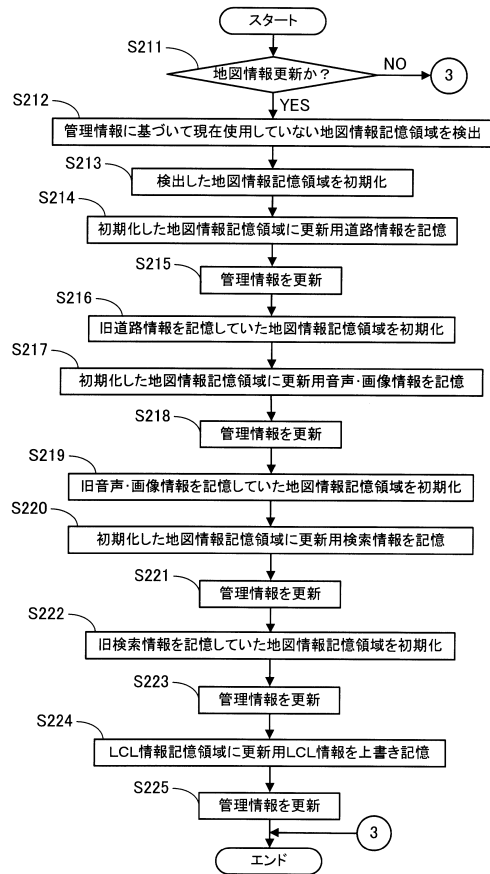 スタート
S211
地図情報更新か？
NO
3
YES
S212
管理情報に基づいて現在使用していない地図情報記憶領域を検出
S213
検出した地図情報記憶領域を初期化
S214
初期化した地図情報記憶領域に更新用道路情報を記憶
S215
管理情報を更新
S216
旧道路情報を記憶していた地図情報記憶領域を初期化
S217
初期化した地図情報記憶領域に更新用音声・画像情報を記憶
S218
管理情報を更新
S219
旧音声・画像情報を記憶していた地図情報記憶領域を初期化
S220
初期化した地図情報記憶領域に更新用検索情報を記憶
S221
管理情報を更新
S222
旧検索情報を記憶していた地図情報記憶領域を初期化
S223
管理情報を更新
S224
LCL情報記憶領域に更新用LCL情報を上書き記憶
S225
管理情報を更新
3
エンド